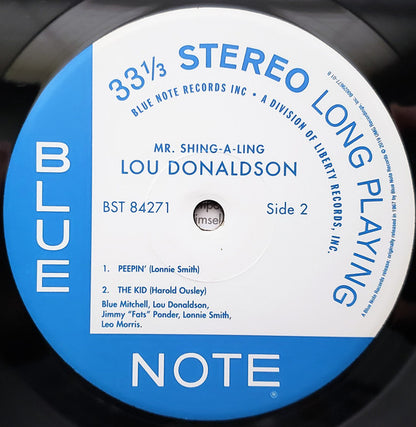 33⅓ STEREO LONG PLAYING
BLUE NOTE RECORDS INC • A DIVISION OF LIBERTY RECORDS, INC.
MR. SHING-A-LING
LOU DONALDSON
BST 84271 Side 2
1. PEEPIN' (Lonnie Smith)
2. THE KID (Harold Ousley)
Blue Mitchell, Lou Donaldson,
Jimmy "Fats" Ponder, Lonnie Smith,
Leo Morris.
BLUE
NOTE
®